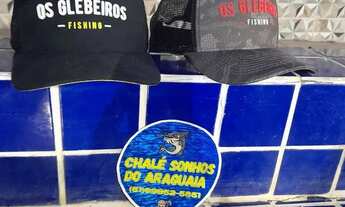 OS GLEBEIROS
FISHING
OS GLEBEIROS
FISHING
CHALÉ SONHOS
DO ARAGUAIA